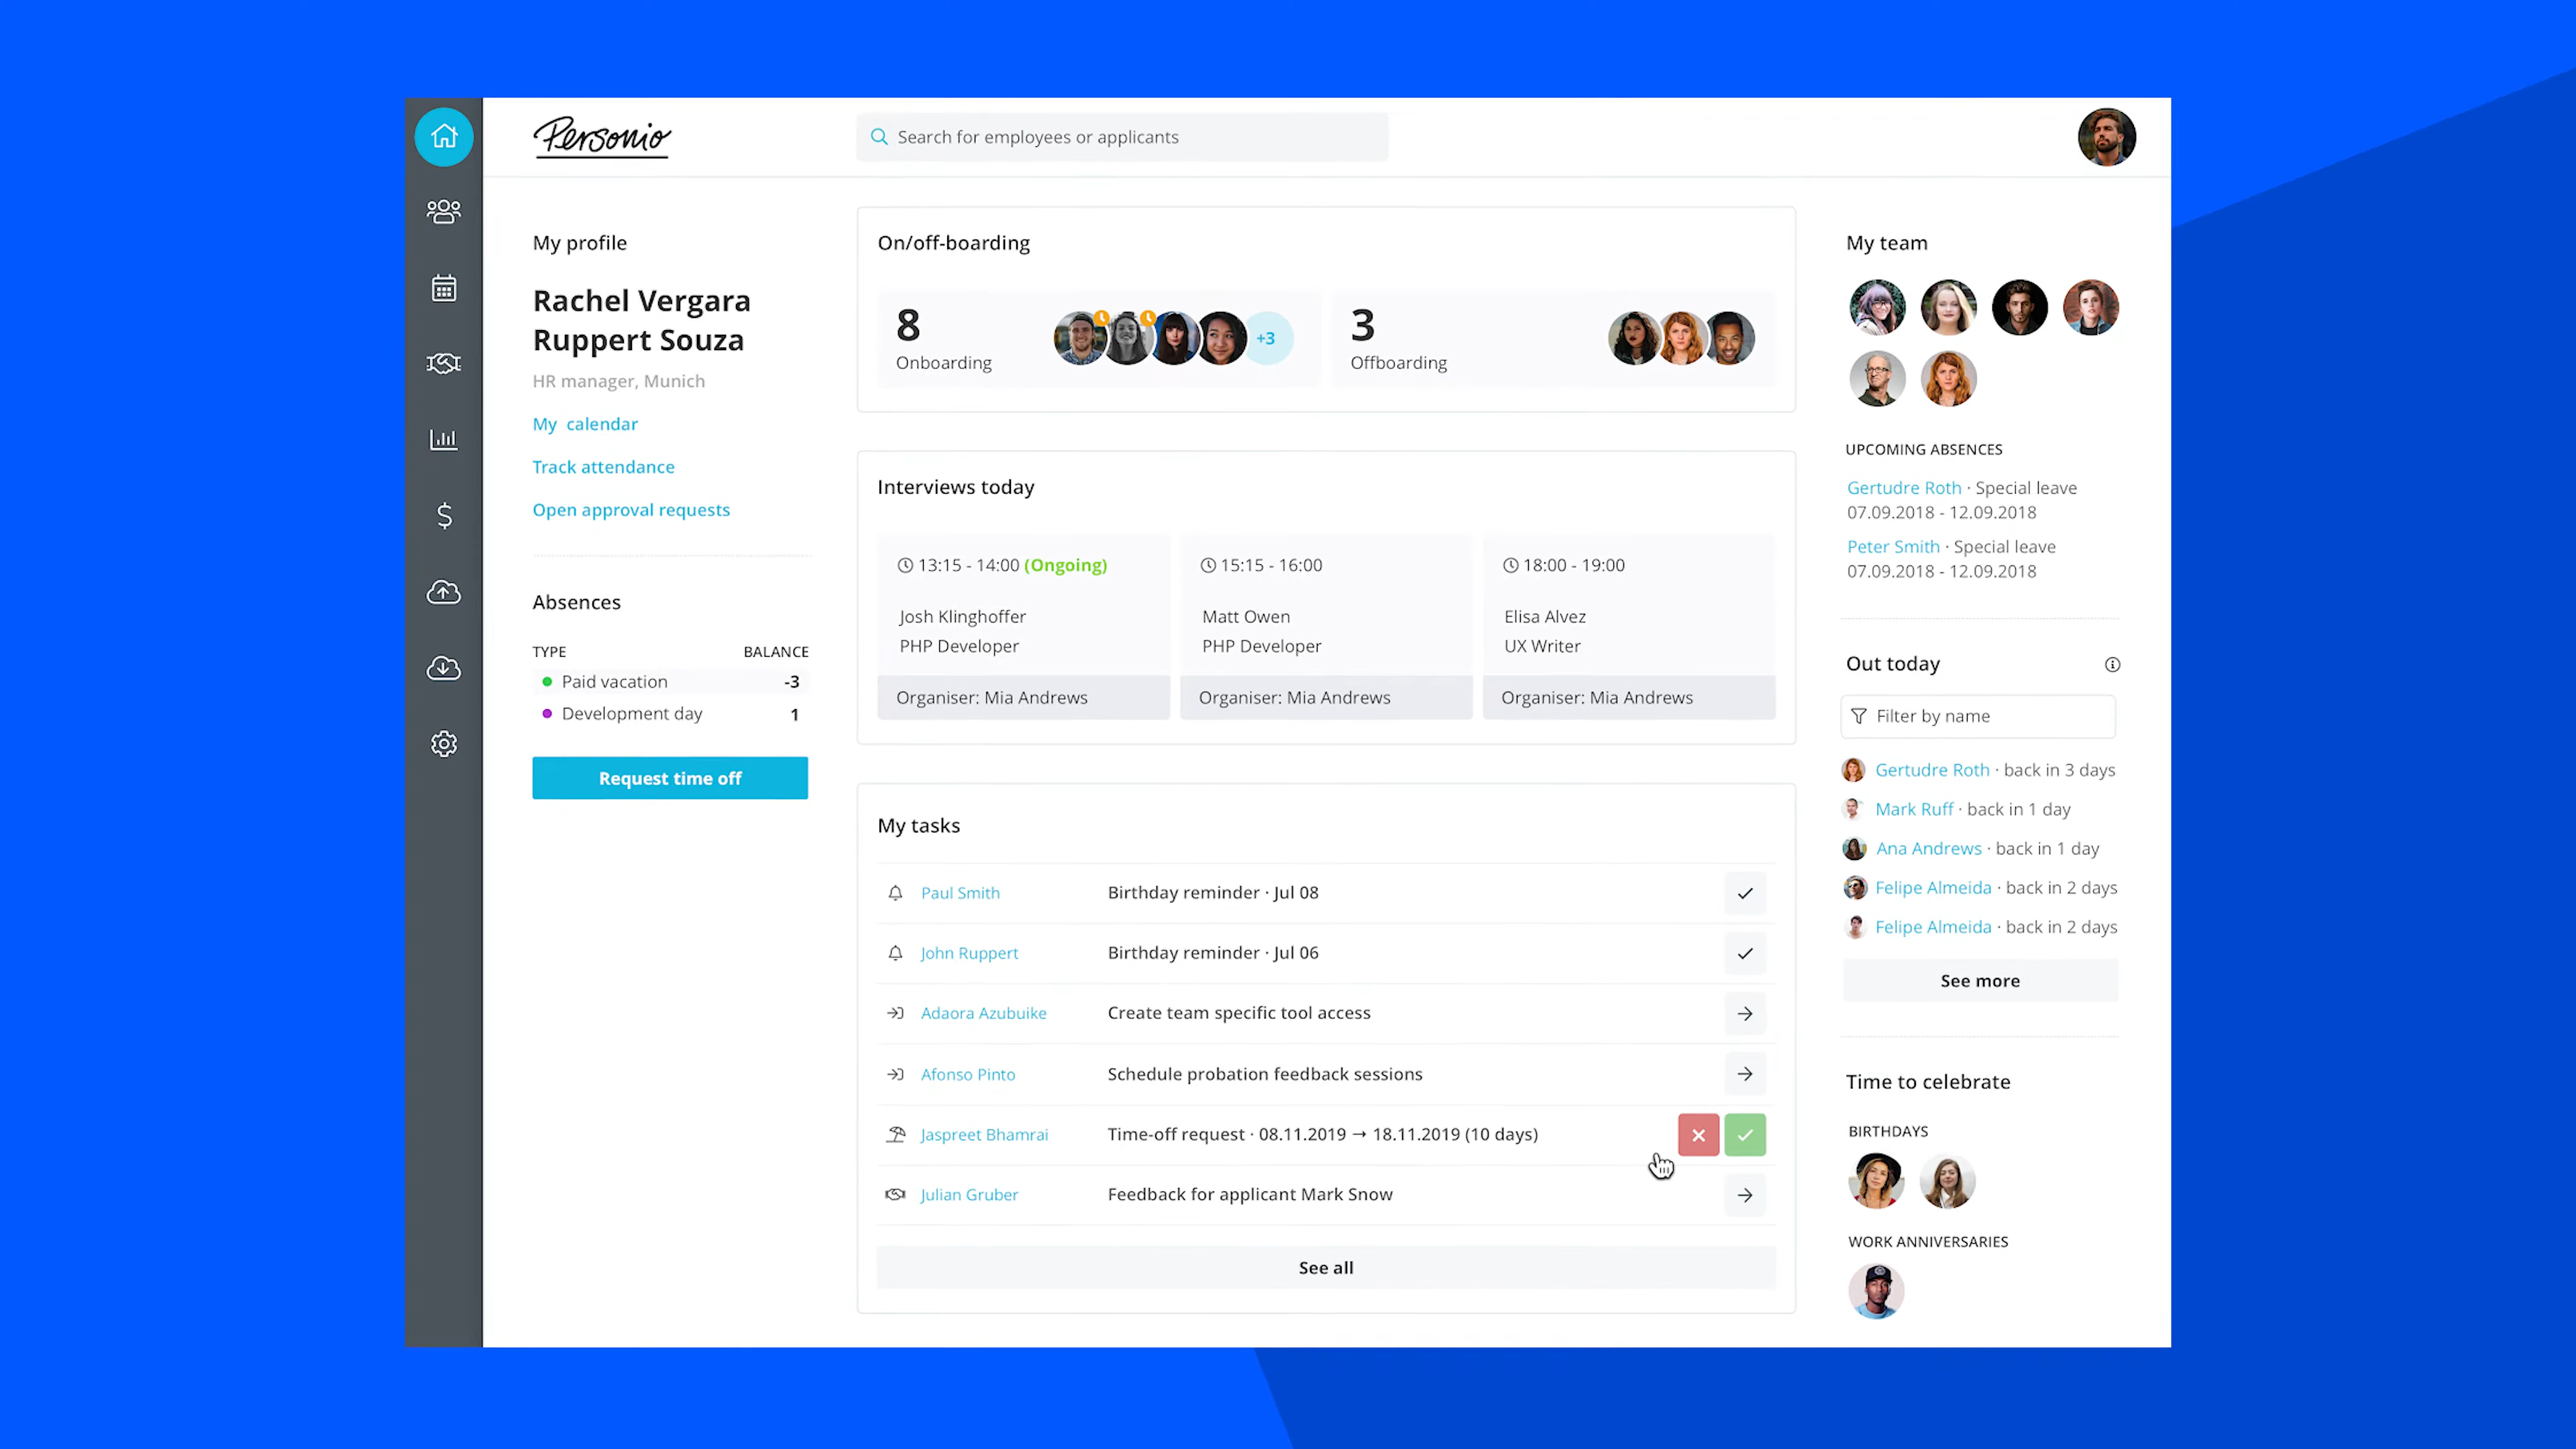 Personio
Search for employees or applicants
My profile
Rachel Vergara
Ruppert Souza
HR manager, Munich
My calendar
Track attendance
Open approval requests
Absences
TYPE BALANCE
Paid vacation -3
Development day 1
Request time off
On/off-boarding
8
Onboarding
+3
3
Offboarding
Interviews today
13:15 - 14:00 (Ongoing)
Josh Klinghoffer
PHP Developer
Organiser: Mia Andrews
15:15 - 16:00
Matt Owen
PHP Developer
Organiser: Mia Andrews
18:00 - 19:00
Elisa Alvez
UX Writer
Organiser: Mia Andrews
My tasks
Paul Smith Birthday reminder · Jul 08
John Ruppert Birthday reminder · Jul 06
Adaora Azubuike Create team specific tool access
Afonso Pinto Schedule probation feedback sessions
Jaspreet Bhamrai Time-off request · 08.11.2019 → 18.11.2019 (10 days)
Julian Gruber Feedback for applicant Mark Snow
See all
My team
UPCOMING ABSENCES
Gertudre Roth · Special leave
07.09.2018 - 12.09.2018
Peter Smith · Special leave
07.09.2018 - 12.09.2018
Out today
Filter by name
Gertudre Roth · back in 3 days
Mark Ruff · back in 1 day
Ana Andrews · back in 1 day
Felipe Almeida · back in 2 days
Felipe Almeida · back in 2 days
See more
Time to celebrate
BIRTHDAYS
WORK ANNIVERSARIES